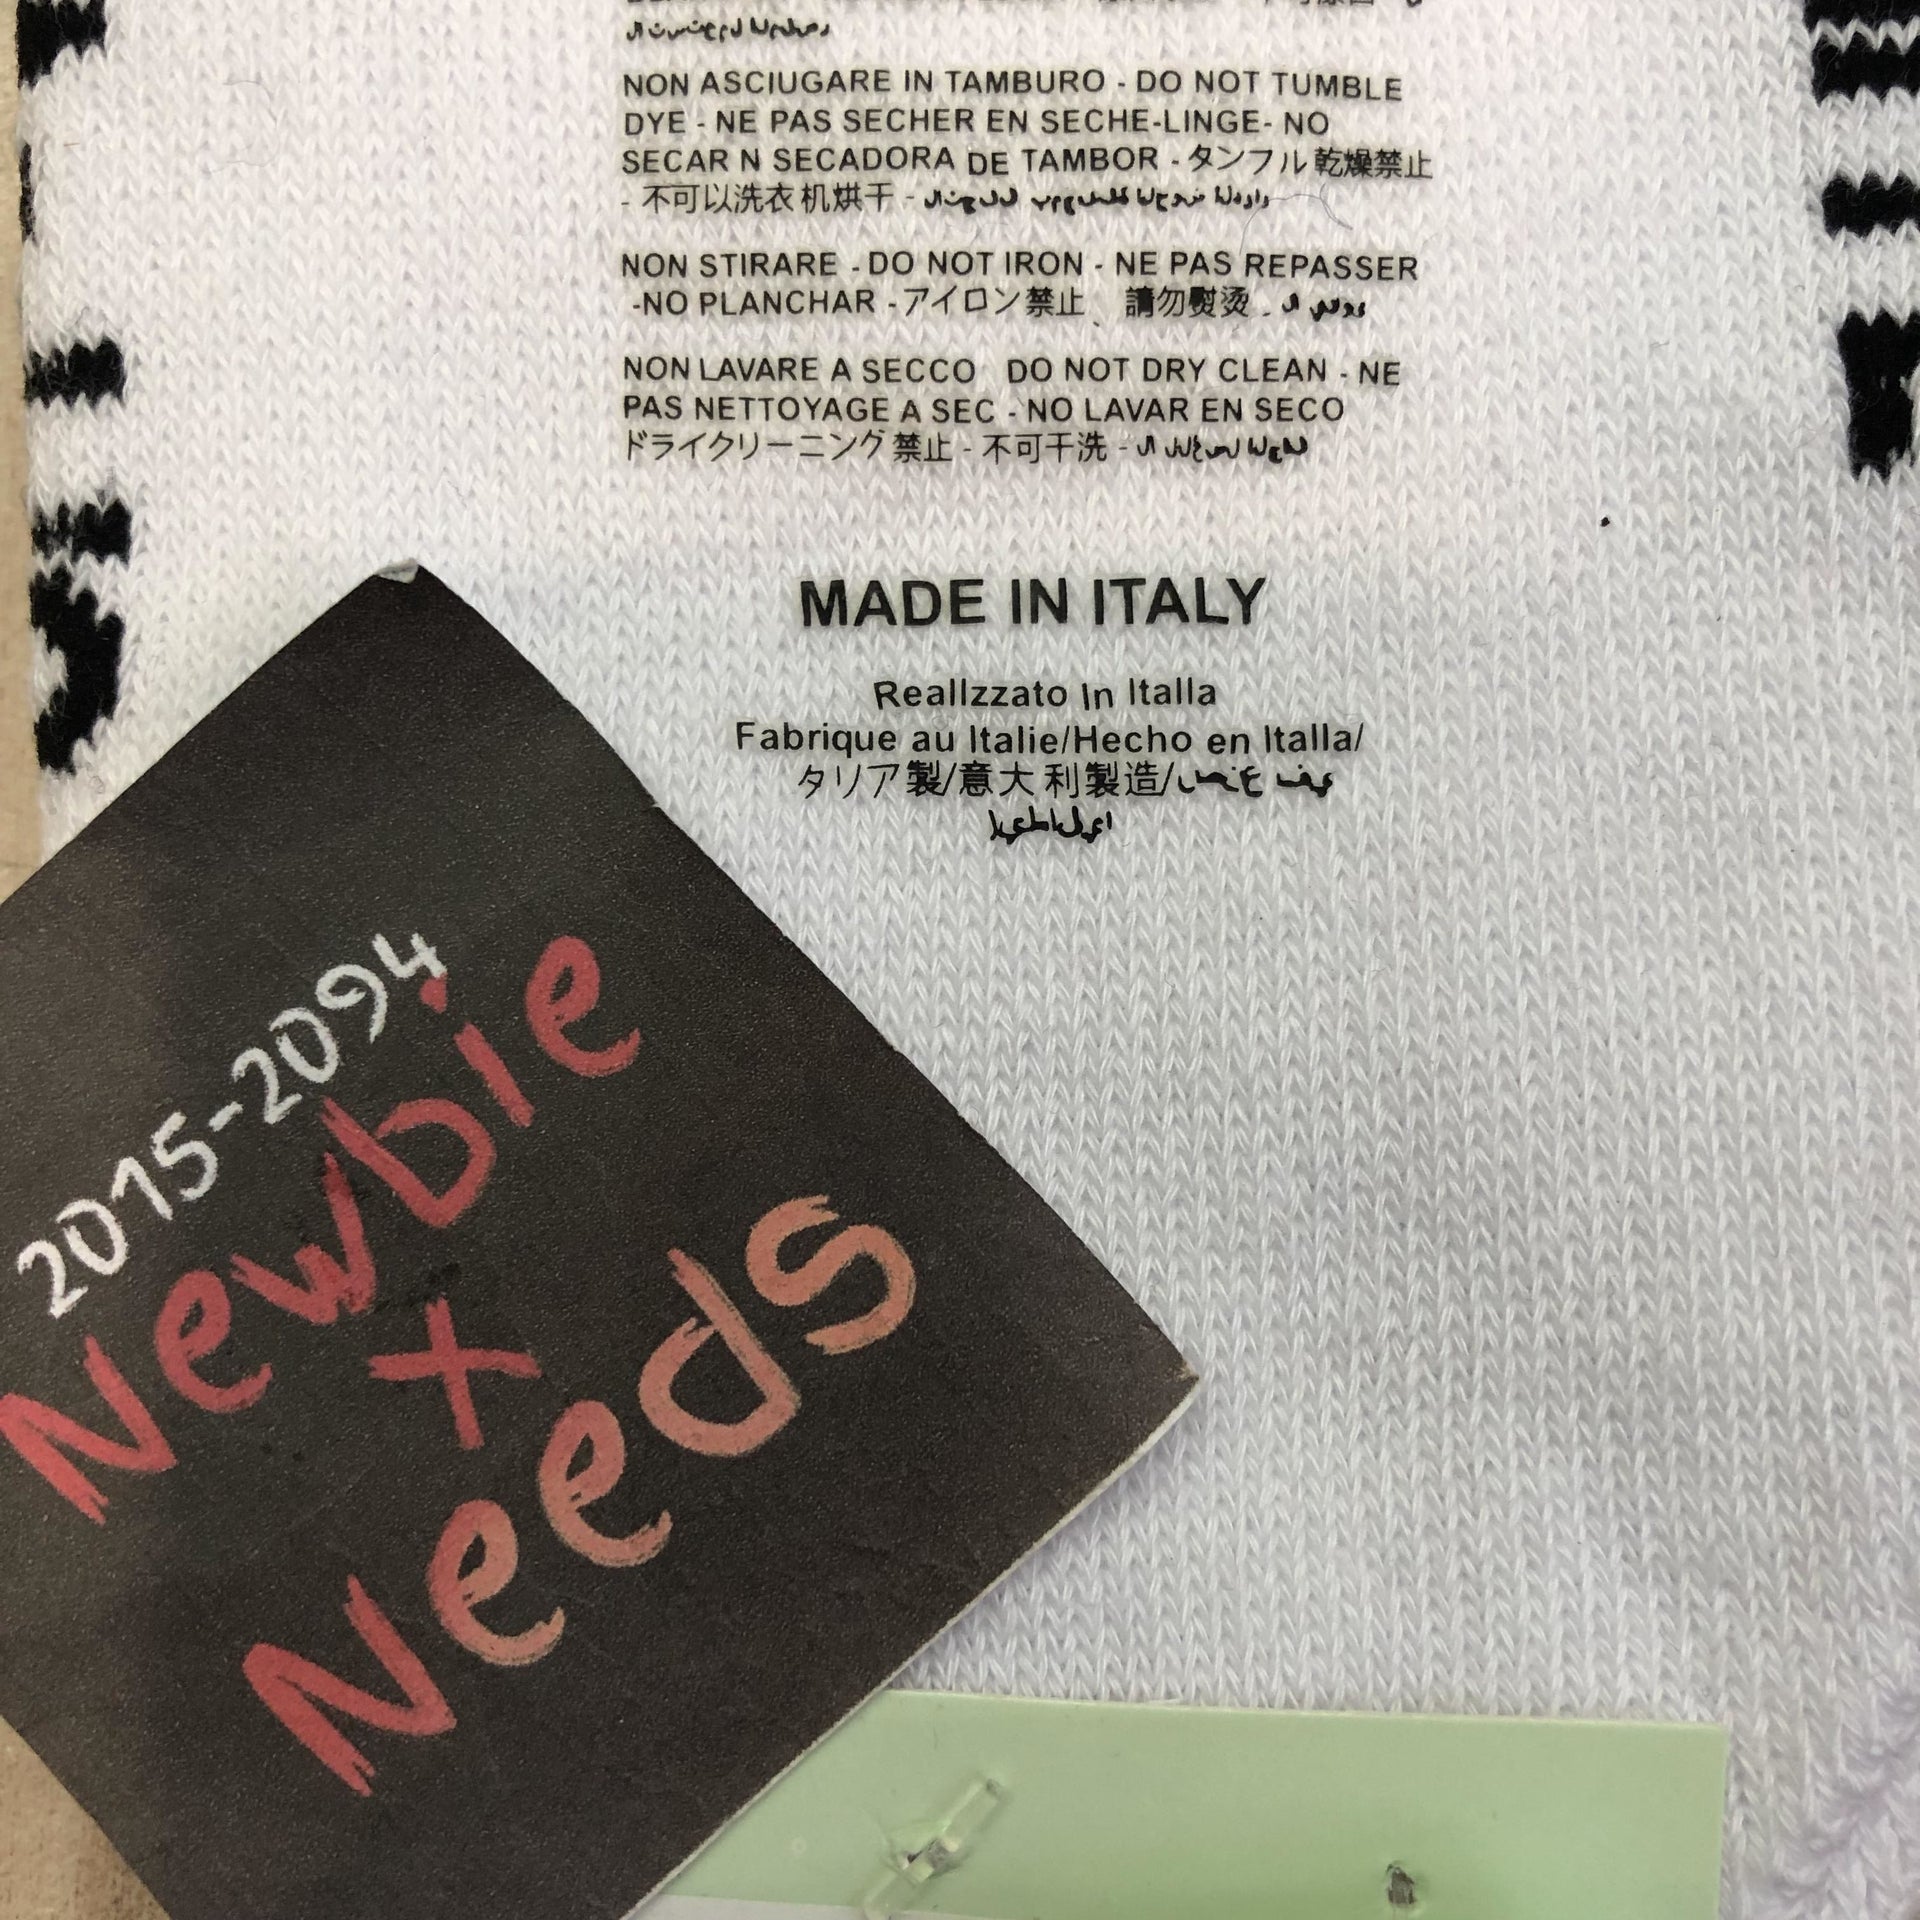 NON ASCIUGARE IN TAMBURO - DO NOT TUMBLE
DYE - NE PAS SECHER EN SECHE-LINGE- NO
SECAR N SECADORA DE TAMBOR - タンフル 乾燥禁止
- 不可以洗衣机烘干 -
NON STIRARE - DO NOT IRON - NE PAS REPASSER
-NO PLANCHAR - アイロン禁止、請勿熨烫 -
NON LAVARE A SECCO DO NOT DRY CLEAN - NE
PAS NETTOYAGE A SEC - NO LAVAR EN SECO
ドライクリーニング禁止 - 不可干洗 -
MADE IN ITALY
Reallzzato In Italla
Fabrique au Italie/Hecho en Italla/
タリア製/意大利製造/
2015-2094
Newbie
x
Needs